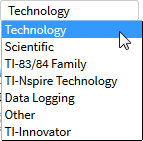 Technology
Technology
Scientific
TI-83/84 Family
TI-Nspire Technology
Data Logging
Other
TI-Innovator